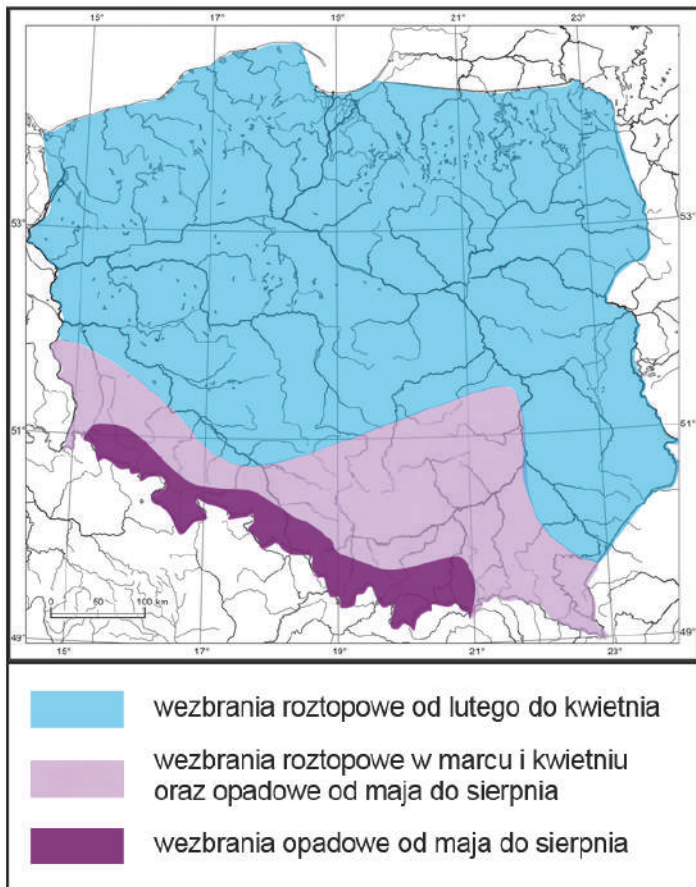 15° 17° 19° 21° 23°
53° 53°
51° 51°
0 50 100 km
49° 49°
15° 17° 19° 21° 23°
wezbrania roztopowe od lutego do kwietnia
wezbrania roztopowe w marcu i kwietniu
oraz opadowe od maja do sierpnia
wezbrania opadowe od maja do sierpnia